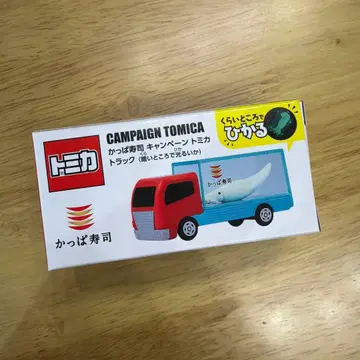 トミカ
CAMPAIGN TOMICA
かっぱ寿司 キャンペーン トミカ
トラック (暗いところで光るいか)
くらいところで
ひかる
かっぱ寿司
かっぱ寿司